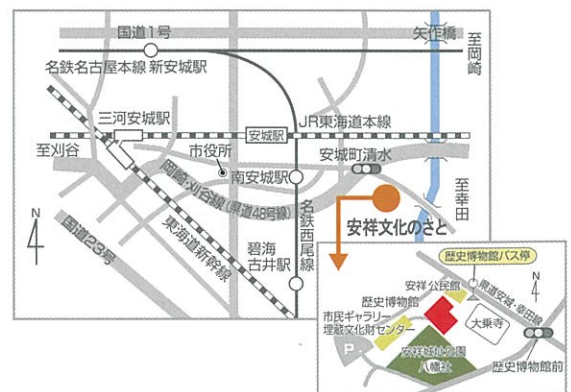 国道1号
矢作橋
至岡崎
名鉄名古屋本線 新安城駅
三河安城駅
安城駅
JR東海道本線
至刈谷
市役所
安城町清水
南安城駅
岡崎・刈谷線(県道48号線)
至幸田
N
安祥文化のさと
国道23号
東海道新幹線
碧海
古井駅
名鉄西尾線
歴史博物館バス停
安祥公民館
県道安城・幸田線
N
歴史博物館
市民ギャラリー
埋蔵文化財センター
大乗寺
P
安祥城址公園
八幡社
歴史博物館前